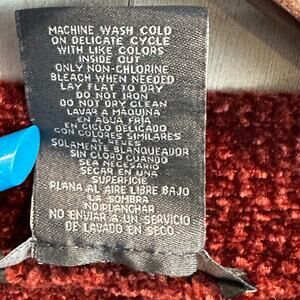 MACHINE WASH COLD
ON DELICATE CYCLE
WITH LIKE COLORS
INSIDE OUT
ONLY NON-CHLORINE
BLEACH WHEN NEEDED
LAY FLAT TO DRY
DO NOT IRON
DO NOT DRY CLEAN
LAVAR A MÁQUINA
EN AGUA FRÍA
EN CICLO DELICADO
CON COLORES SIMILARES
AL REVES
SOLAMENTE BLANQUEADOR
SIN CLORO CUANDO
SEA NECESARIO
SECAR EN UNA
SUPERFICIE
PLANA AL AIRE LIBRE BAJO
LA SOMBRA
NO PLANCHAR
NO ENVIAR A UN SERVICIO
DE LAVADO EN SECO